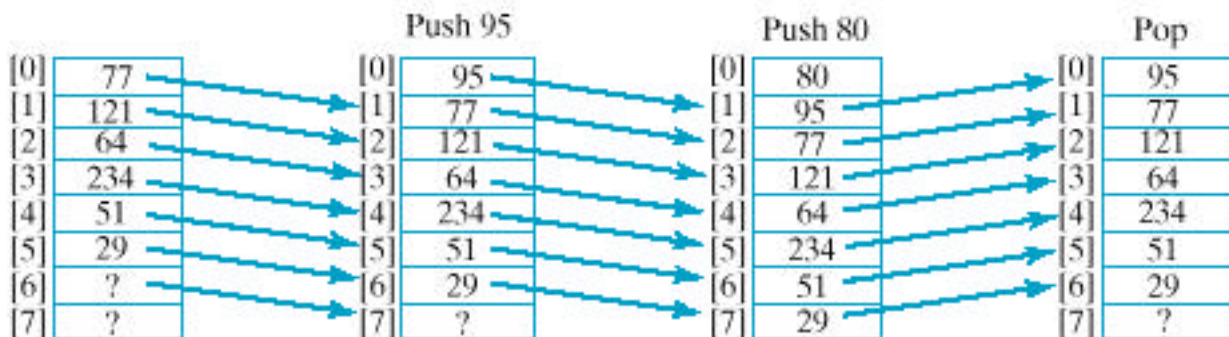 Push 95 Push 80 Pop
[0] 77 [0] 95 [0] 80 [0] 95
[1] 121 [1] 77 [1] 95 [1] 77
[2] 64 [2] 121 [2] 77 [2] 121
[3] 234 [3] 64 [3] 121 [3] 64
[4] 51 [4] 234 [4] 64 [4] 234
[5] 29 [5] 51 [5] 234 [5] 51
[6] ? [6] 29 [6] 51 [6] 29
[7] ? [7] ? [7] 29 [7] ?